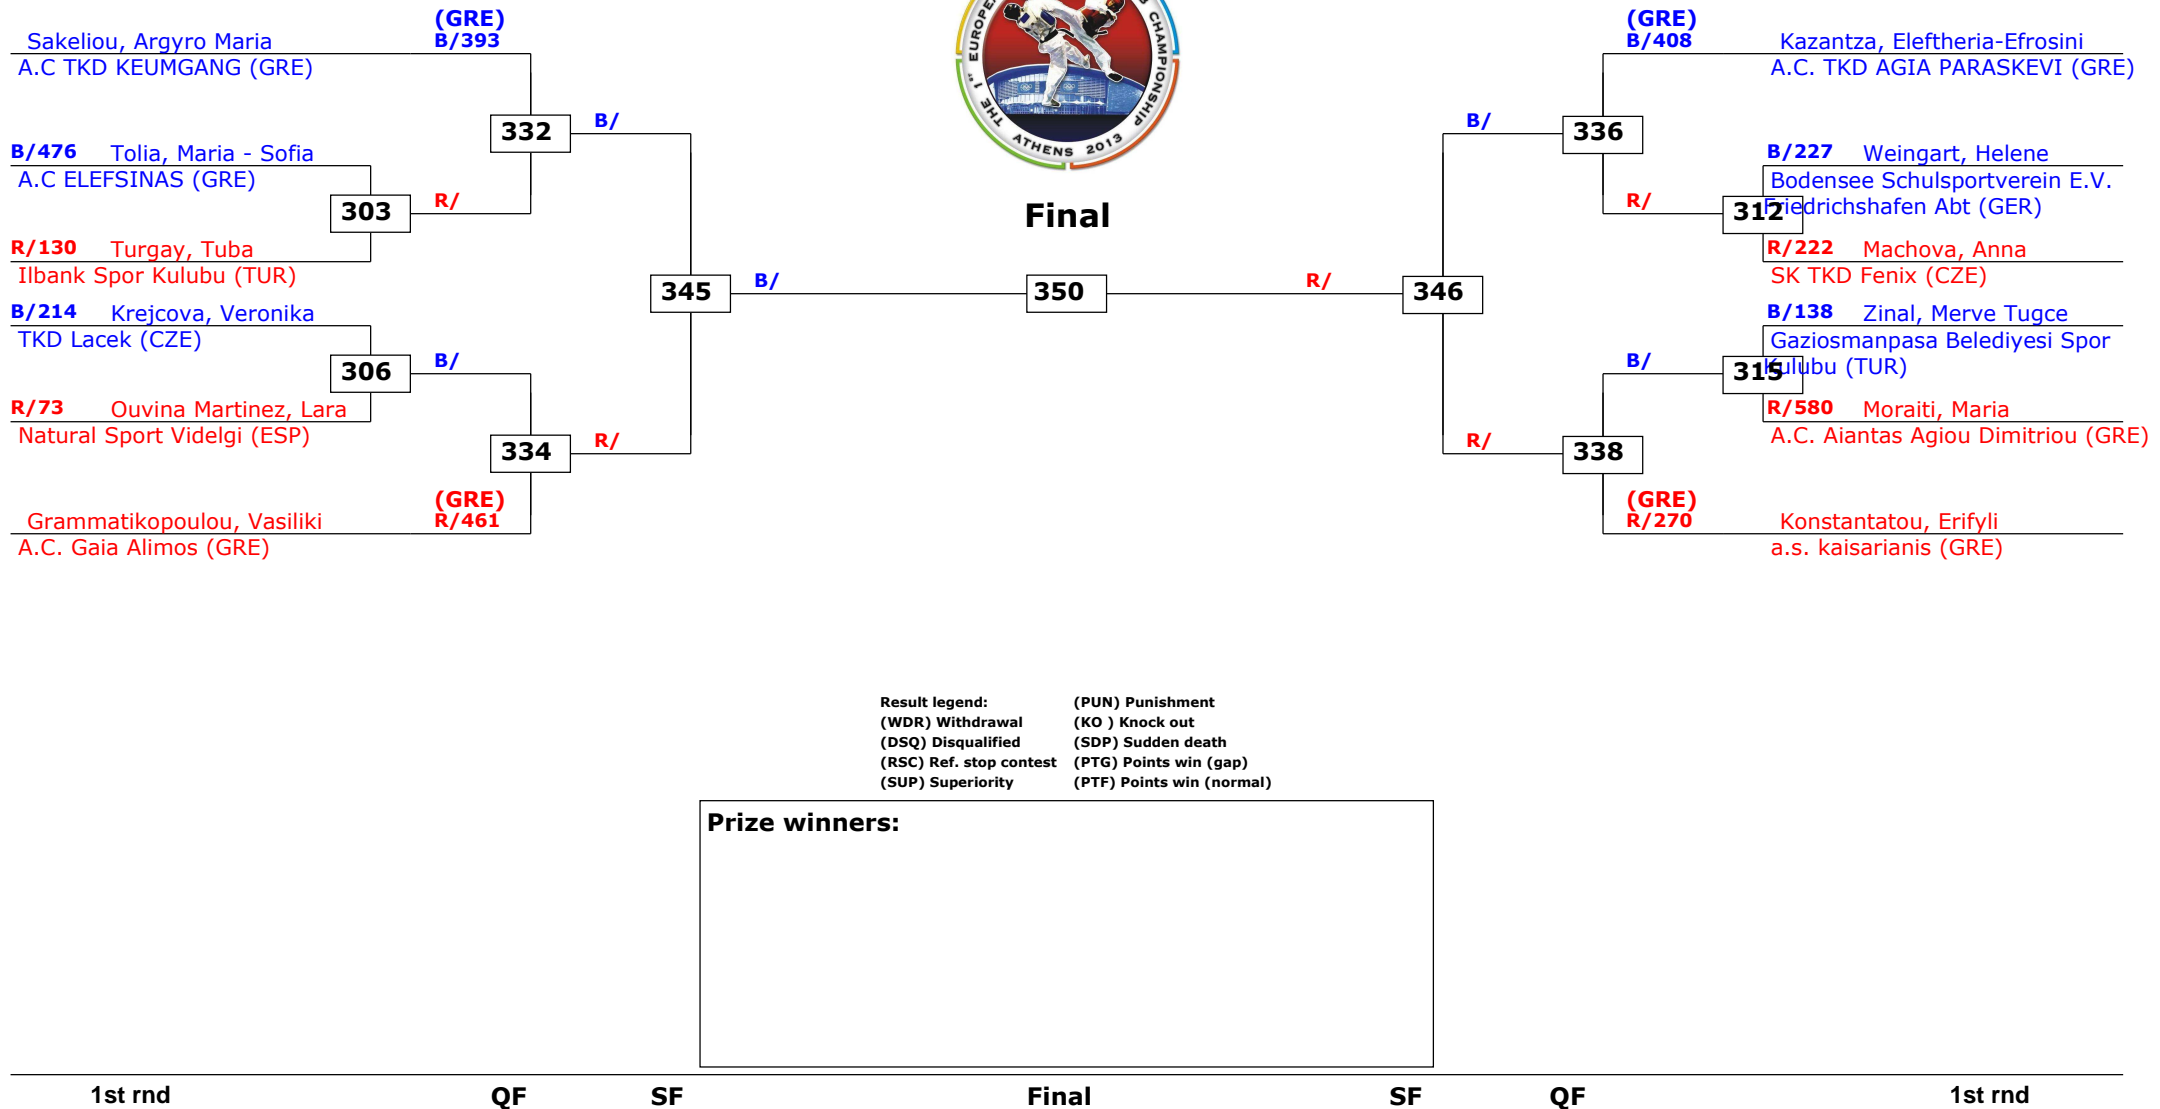 THE 1st EUROPE
B CHAMPIONSHIP
ATHENS 2013
Final
(GRE)
Sakeliou, Argyro Maria B/393
A.C TKD KEUMGANG (GRE)
332 B/
B/476 Tolia, Maria - Sofia
A.C ELEFSINAS (GRE)
303 R/
R/130 Turgay, Tuba
Ilbank Spor Kulubu (TUR)
345 B/
B/214 Krejcova, Veronika
TKD Lacek (CZE)
306 B/
R/73 Ouvina Martinez, Lara
Natural Sport Videlgi (ESP)
334 R/
(GRE)
Grammatikopoulou, Vasiliki R/461
A.C. Gaia Alimos (GRE)
350
(GRE)
B/408 Kazantza, Eleftheria-Efrosini
A.C. TKD AGIA PARASKEVI (GRE)
B/ 336
B/227 Weingart, Helene
Bodensee Schulsportverein E.V.
R/ 312 Friedrichshafen Abt (GER)
R/222 Machova, Anna
SK TKD Fenix (CZE)
R/ 346
B/138 Zinal, Merve Tugce
Gaziosmanpasa Belediyesi Spor
B/ 315 Kulubu (TUR)
R/580 Moraiti, Maria
A.C. Aiantas Agiou Dimitriou (GRE)
R/ 338
(GRE)
R/270 Konstantatou, Erifyli
a.s. kaisarianis (GRE)
Result legend: (PUN) Punishment
(WDR) Withdrawal (KO ) Knock out
(DSQ) Disqualified (SDP) Sudden death
(RSC) Ref. stop contest (PTG) Points win (gap)
(SUP) Superiority (PTF) Points win (normal)
Prize winners:
1st rnd QF SF Final SF QF 1st rnd